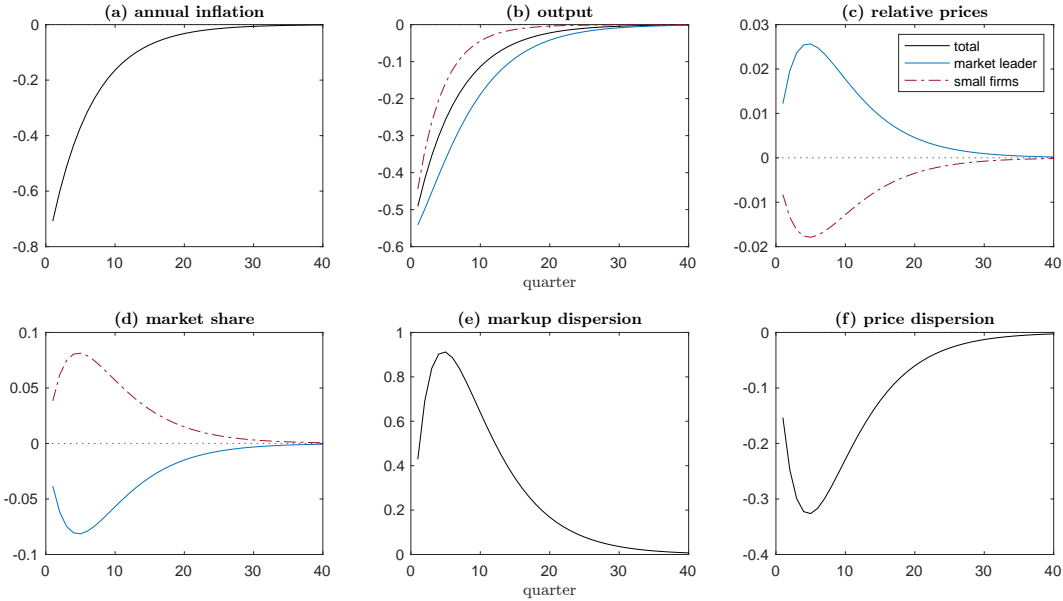 (a) annual inflation
0
-0.2
-0.4
-0.6
-0.8
0 10 20 30 40
(b) output
0
-0.1
-0.2
-0.3
-0.4
-0.5
-0.6
0 10 20 30 40
quarter
(c) relative prices
0.03
0.02
0.01
0
-0.01
-0.02
0 10 20 30 40
total
market leader
small firms
(d) market share
0.1
0.05
0
-0.05
-0.1
0 10 20 30 40
(e) markup dispersion
1
0.8
0.6
0.4
0.2
0
0 10 20 30 40
quarter
(f) price dispersion
0
-0.1
-0.2
-0.3
-0.4
0 10 20 30 40